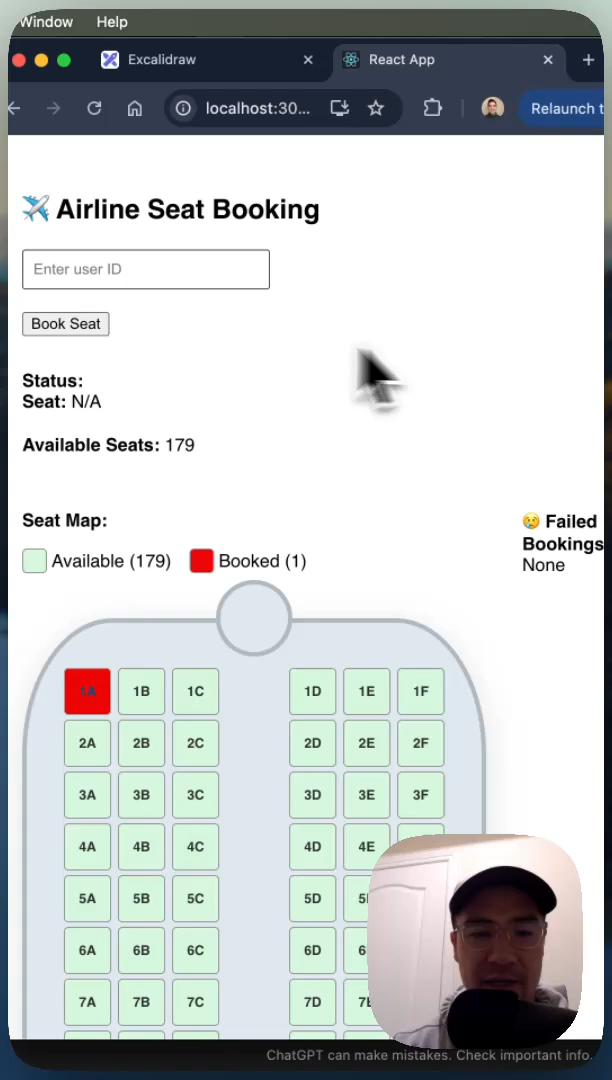 Window Help
Excalidraw
React App
localhost:30...
Relaunch t
Airline Seat Booking
Enter user ID
Book Seat
Status:
Seat: N/A
Available Seats: 179
Seat Map:
Available (179) Booked (1)
Failed
Bookings
None
1A 1B 1C 1D 1E 1F
2A 2B 2C 2D 2E 2F
3A 3B 3C 3D 3E 3F
4A 4B 4C 4D 4E
5A 5B 5C 5D
6A 6B 6C 6D
7A 7B 7C 7D
ChatGPT can make mistakes. Check important info.